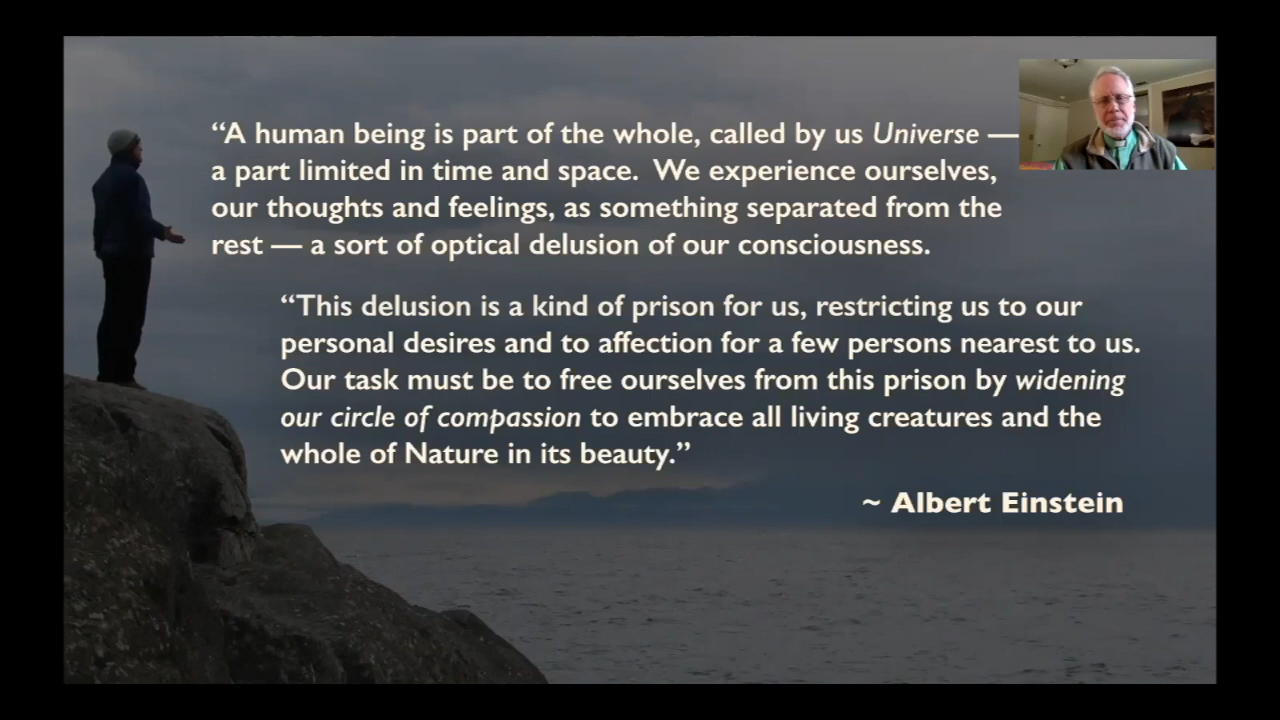 “A human being is part of the whole, called by us Universe —
a part limited in time and space.  We experience ourselves,
our thoughts and feelings, as something separated from the
rest — a sort of optical delusion of our consciousness.
“This delusion is a kind of prison for us, restricting us to our
personal desires and to affection for a few persons nearest to us.
Our task must be to free ourselves from this prison by widening
our circle of compassion to embrace all living creatures and the
whole of Nature in its beauty.”
~ Albert Einstein